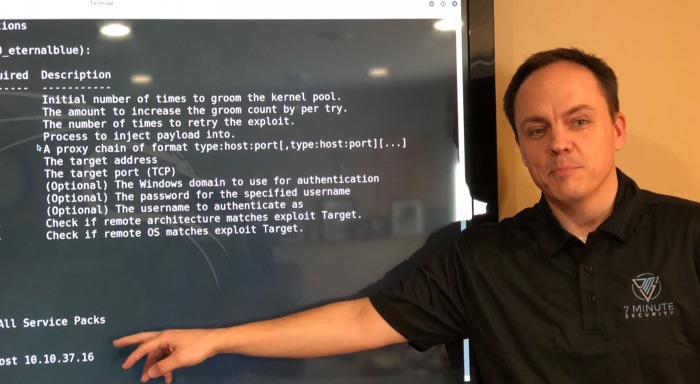 Terminal
ions
_eternalblue):
uired Description
----- -----------
Initial number of times to groom the kernel pool.
The amount to increase the groom count by per try.
The number of times to retry the exploit.
Process to inject payload into.
A proxy chain of format type:host:port[,type:host:port][...]
The target address
The target port (TCP)
(Optional) The Windows domain to use for authentication
(Optional) The password for the specified username
(Optional) The username to authenticate as
Check if remote architecture matches exploit Target.
Check if remote OS matches exploit Target.
All Service Packs
ost 10.10.37.16
7 MINUTE
SECURITY